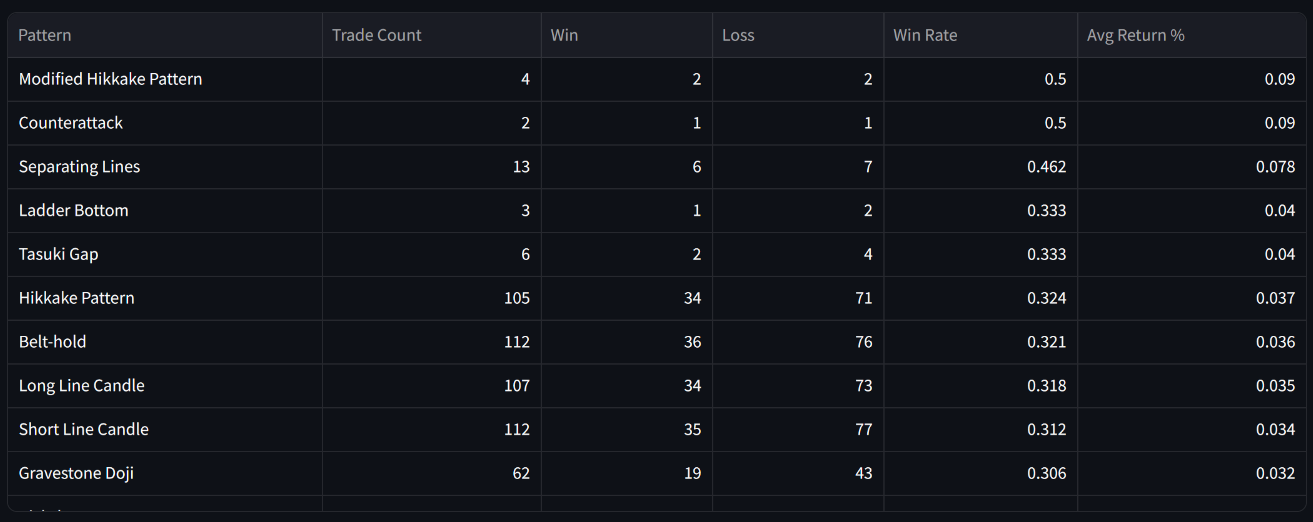 Pattern Trade Count Win Loss Win Rate Avg Return %
Modified Hikkake Pattern 4 2 2 0.5 0.09
Counterattack 2 1 1 0.5 0.09
Separating Lines 13 6 7 0.462 0.078
Ladder Bottom 3 1 2 0.333 0.04
Tasuki Gap 6 2 4 0.333 0.04
Hikkake Pattern 105 34 71 0.324 0.037
Belt-hold 112 36 76 0.321 0.036
Long Line Candle 107 34 73 0.318 0.035
Short Line Candle 112 35 77 0.312 0.034
Gravestone Doji 62 19 43 0.306 0.032